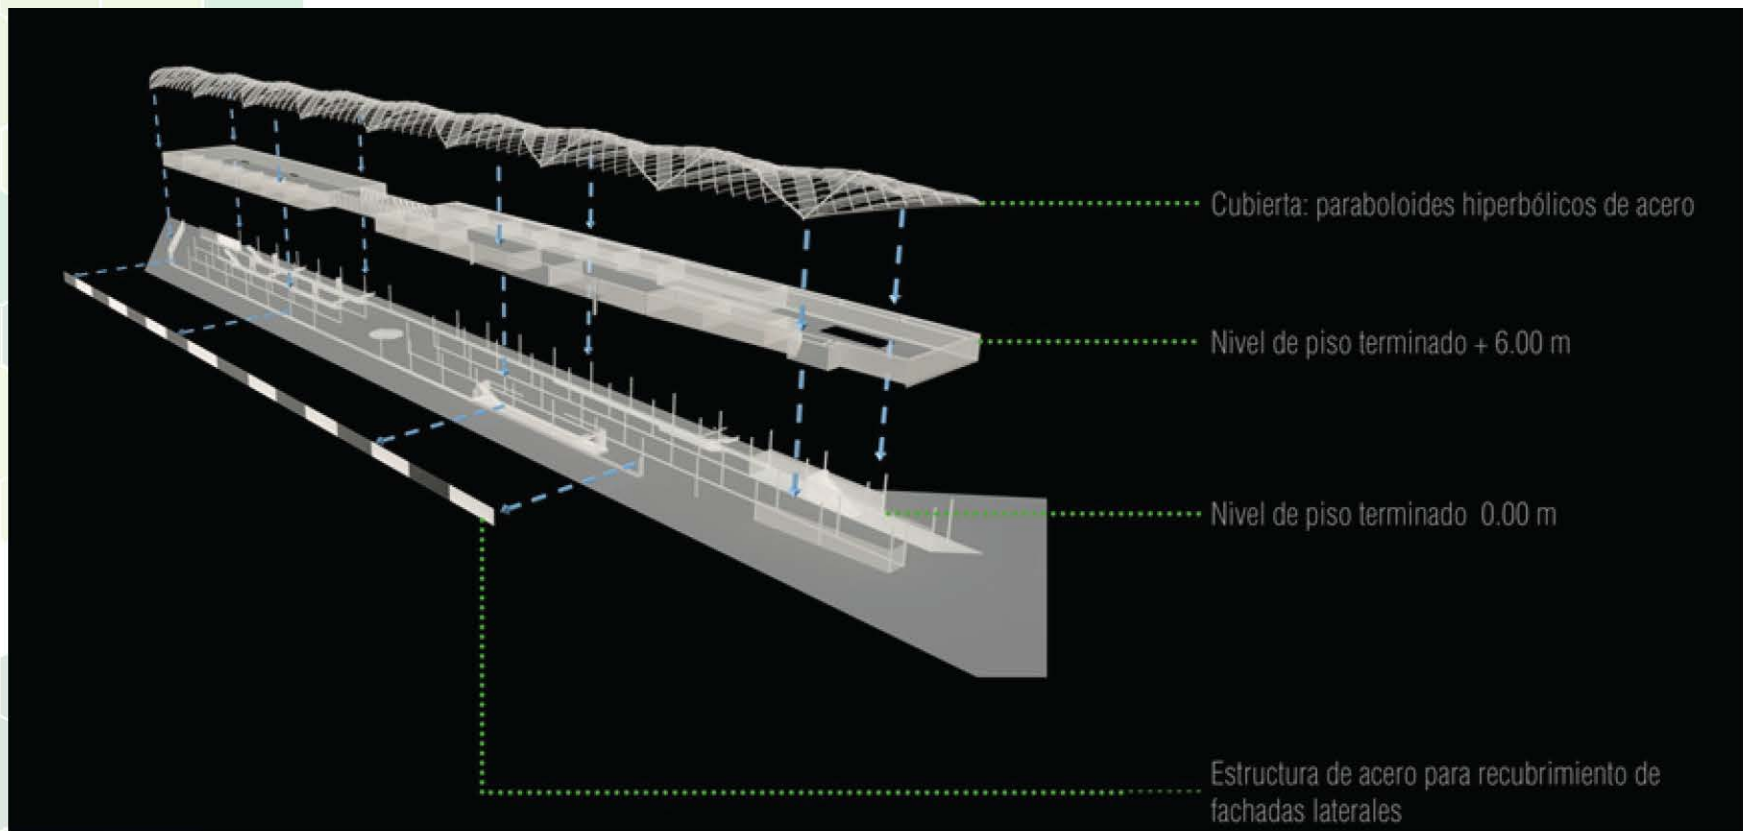 Cubierta: paraboloides hiperbólicos de acero
Nivel de piso terminado + 6.00 m
Nivel de piso terminado 0.00 m
Estructura de acero para recubrimiento de
fachadas laterales